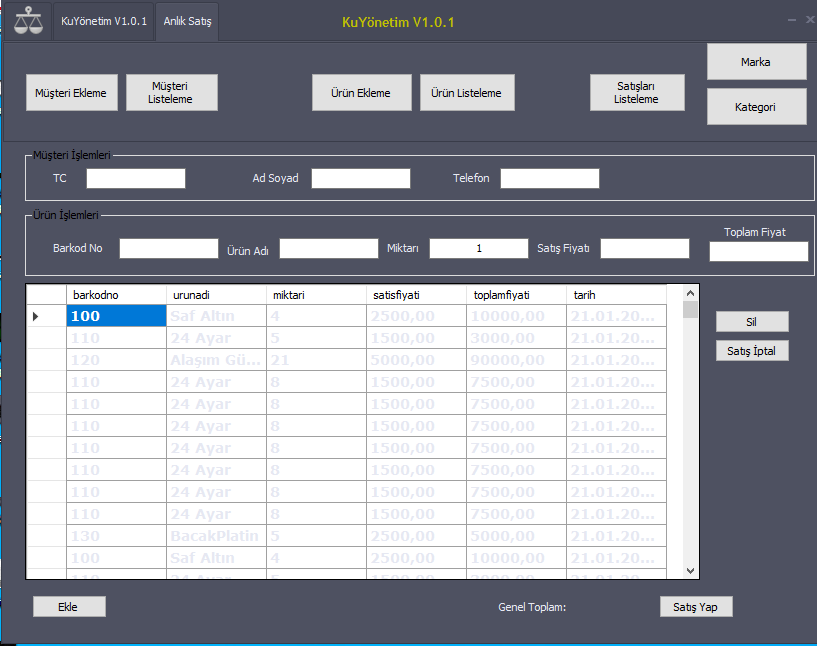 KuYönetim V1.0.1
Anlık Satış
KuYönetim V1.0.1
Müşteri Ekleme
Müşteri
Listeleme
Ürün Ekleme
Ürün Listeleme
Satışları
Listeleme
Marka
Kategori
Müşteri İşlemleri
TC
Ad Soyad
Telefon
Ürün İşlemleri
Barkod No
Ürün Adı
Miktarı
1
Satış Fiyatı
Toplam Fiyat
barkodno urunadi miktari satisfiyati toplamfiyati tarih
100 Saf Altın 4 2500,00 10000,00 21.01.20...
110 24 Ayar 5 1500,00 3000,00 21.01.20...
120 Alaşım Gü... 21 5000,00 90000,00 21.01.20...
110 24 Ayar 8 1500,00 7500,00 21.01.20...
110 24 Ayar 8 1500,00 7500,00 21.01.20...
110 24 Ayar 8 1500,00 7500,00 21.01.20...
110 24 Ayar 8 1500,00 7500,00 21.01.20...
110 24 Ayar 8 1500,00 7500,00 21.01.20...
110 24 Ayar 8 1500,00 7500,00 21.01.20...
110 24 Ayar 8 1500,00 7500,00 21.01.20...
130 BacakPlatin 5 2500,00 5000,00 21.01.20...
100 Saf Altın 4 2500,00 10000,00 21.01.20...
Sil
Satış İptal
Ekle
Genel Toplam:
Satış Yap